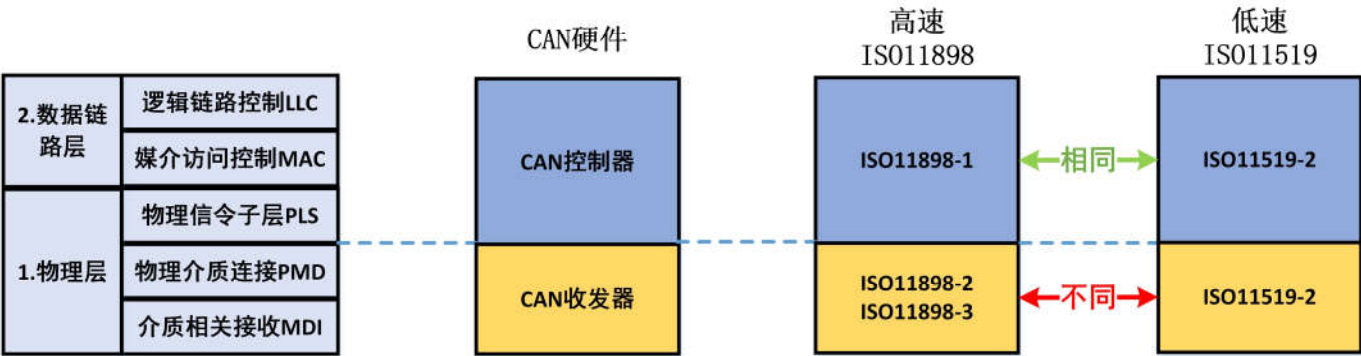 CAN硬件
高速
ISO11898
低速
ISO11519
2.数据链
路层
逻辑链路控制LLC
媒介访问控制MAC
1.物理层
物理信令子层PLS
物理介质连接PMD
介质相关接收MDI
CAN控制器
CAN收发器
ISO11898-1
相同
ISO11519-2
ISO11898-2
ISO11898-3
不同
ISO11519-2